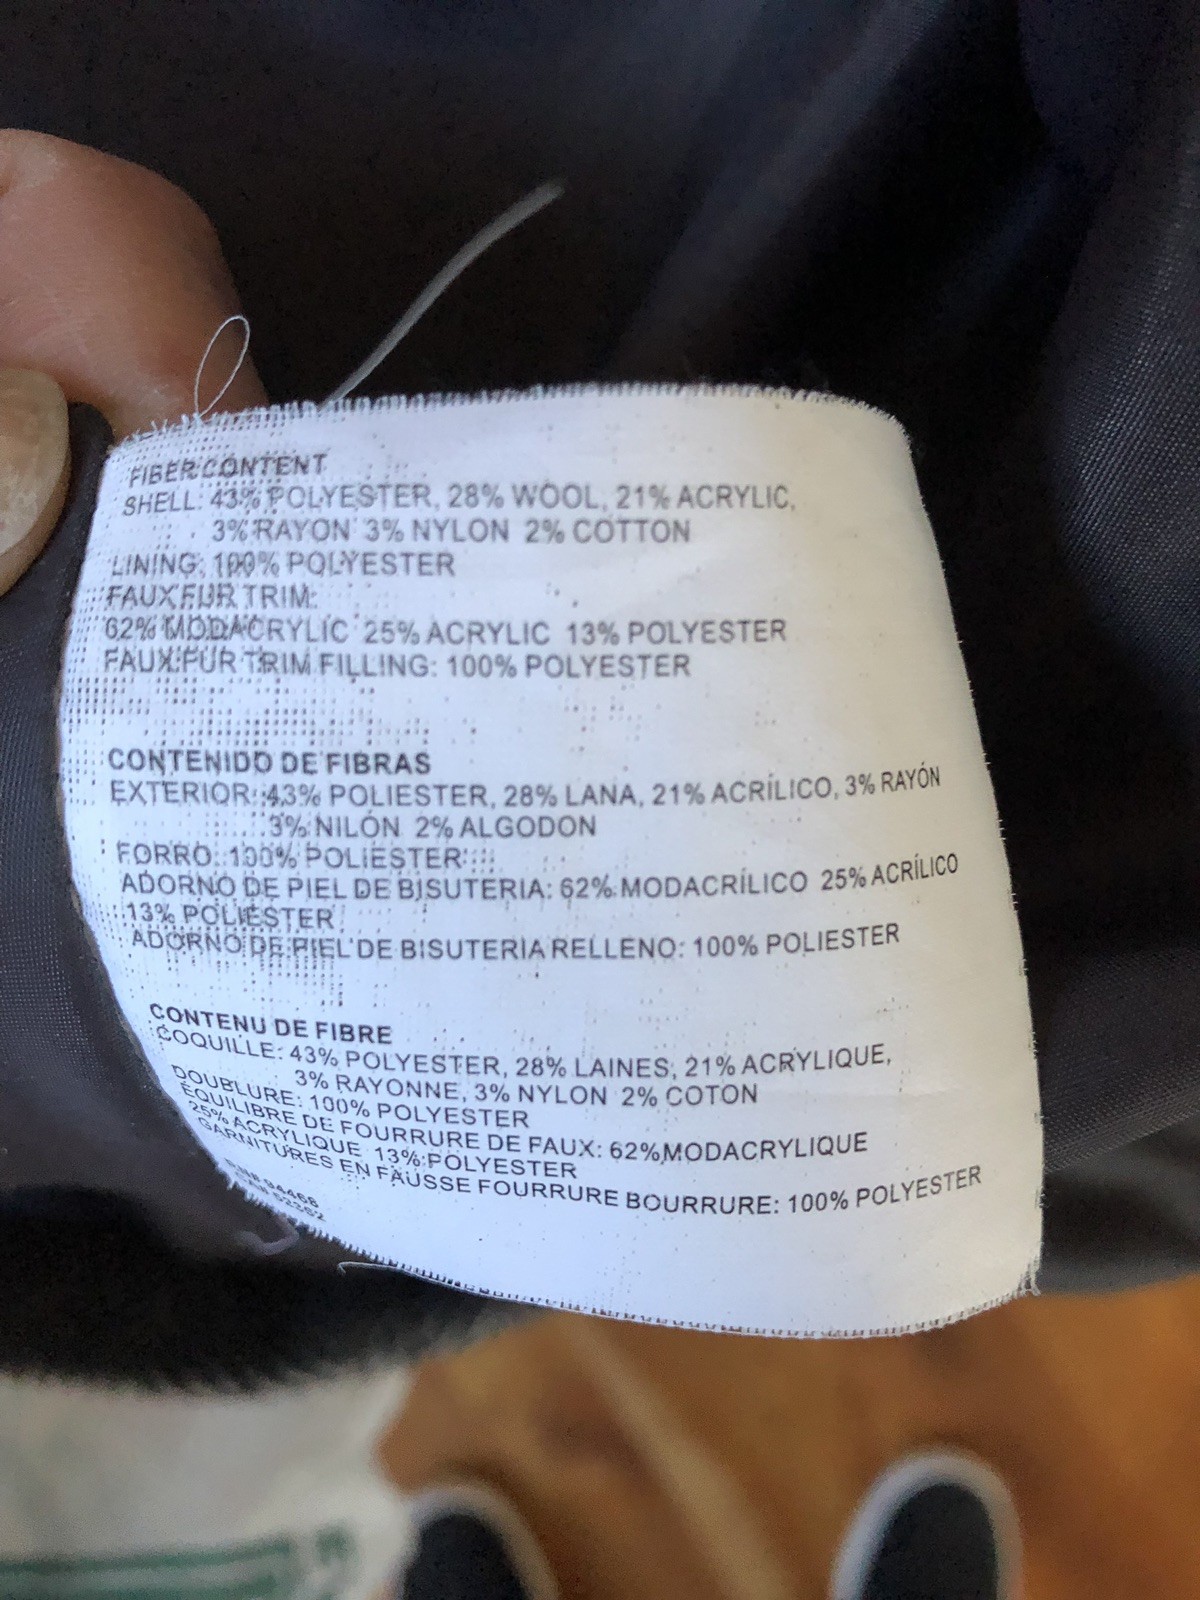 FIBER CONTENT
SHELL: 43% POLYESTER, 28% WOOL, 21% ACRYLIC,
3% RAYON 3% NYLON 2% COTTON
LINING: 100% POLYESTER
FAUX FUR TRIM:
62% MODACRYLIC 25% ACRYLIC 13% POLYESTER
FAUX FUR TRIM FILLING: 100% POLYESTER
CONTENIDO DE FIBRAS
EXTERIOR: 43% POLIESTER, 28% LANA, 21% ACRÍLICO, 3% RAYÓN
3% NILÓN 2% ALGODON
FORRO: 100% POLIESTER
ADORNO DE PIEL DE BISUTERIA: 62% MODACRÍLICO 25% ACRÍLICO
13% POLIESTER
ADORNO DE PIEL DE BISUTERIA RELLENO: 100% POLIESTER
CONTENU DE FIBRE
COQUILLE: 43% POLYESTER, 28% LAINES, 21% ACRYLIQUE,
3% RAYONNE, 3% NYLON 2% COTON
DOUBLURE: 100% POLYESTER
ÉQUILIBRE DE FOURRURE DE FAUX: 62%MODACRYLIQUE
25% ACRYLIQUE 13% POLYESTER
GARNITURES EN FAUSSE FOURRURE BOURRURE: 100% POLYESTER
94468